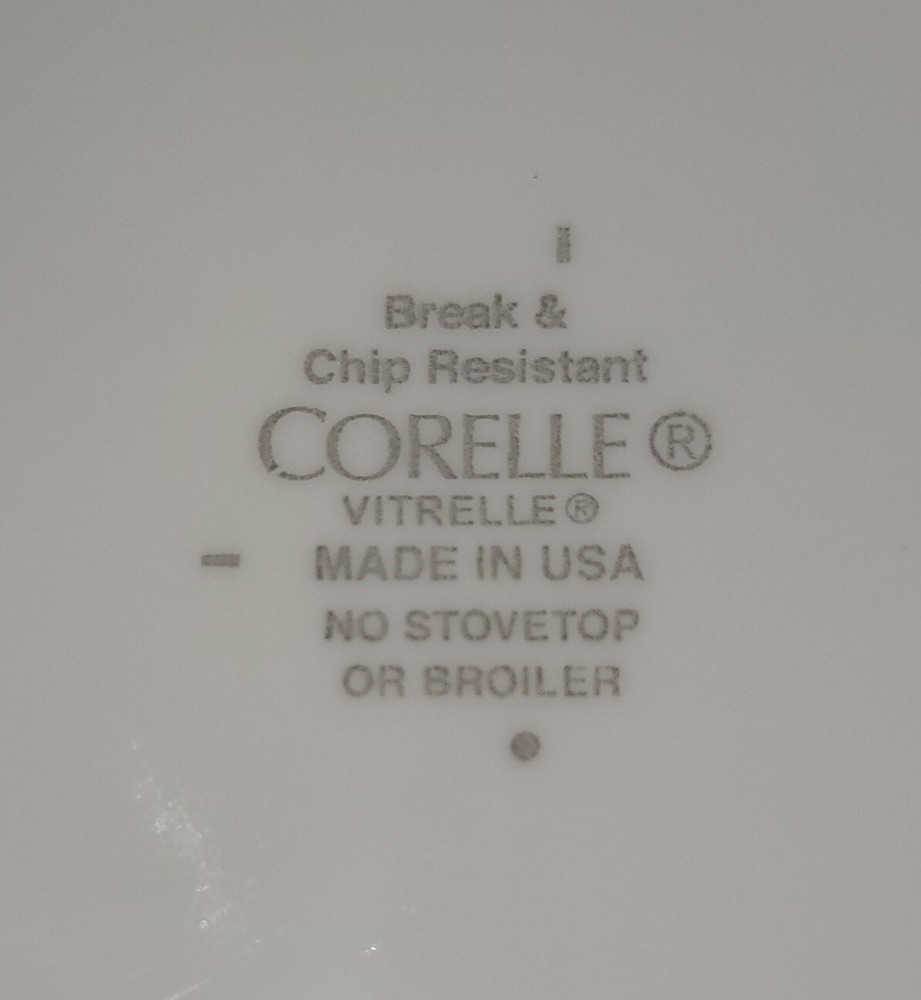 Break &
Chip Resistant
CORELLE®
VITRELLE®
MADE IN USA
NO STOVETOP
OR BROILER